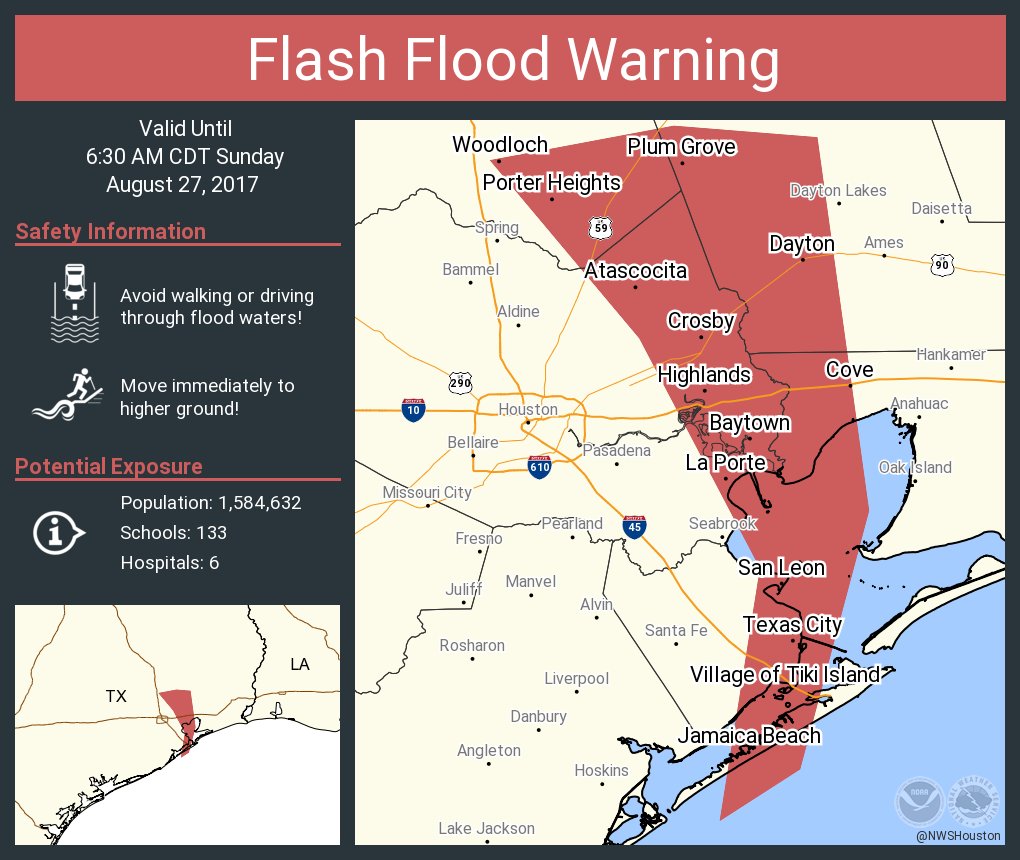 Flash Flood Warning
Valid Until
6:30 AM CDT Sunday
August 27, 2017
Safety Information
Avoid walking or driving
through flood waters!
Move immediately to
higher ground!
Potential Exposure
Population: 1,584,632
Schools: 133
Hospitals: 6
TX
LA
Woodloch
Plum Grove
Porter Heights
Dayton Lakes
Daisetta
Spring
59
Dayton
Ames
90
Bammel
Atascocita
Aldine
Crosby
Hankamer
290
Highlands
Cove
10
Houston
Anahuac
Bellaire
Baytown
Pasadena
610
La Porte
Oak Island
Missouri City
Pearland
45
Seabrook
Fresno
San Leon
Juliff
Manvel
Alvin
Texas City
Santa Fe
Rosharon
Village of Tiki Island
Liverpool
Danbury
Jamaica Beach
Angleton
Hoskins
NOAA
Lake Jackson
@NWSHouston